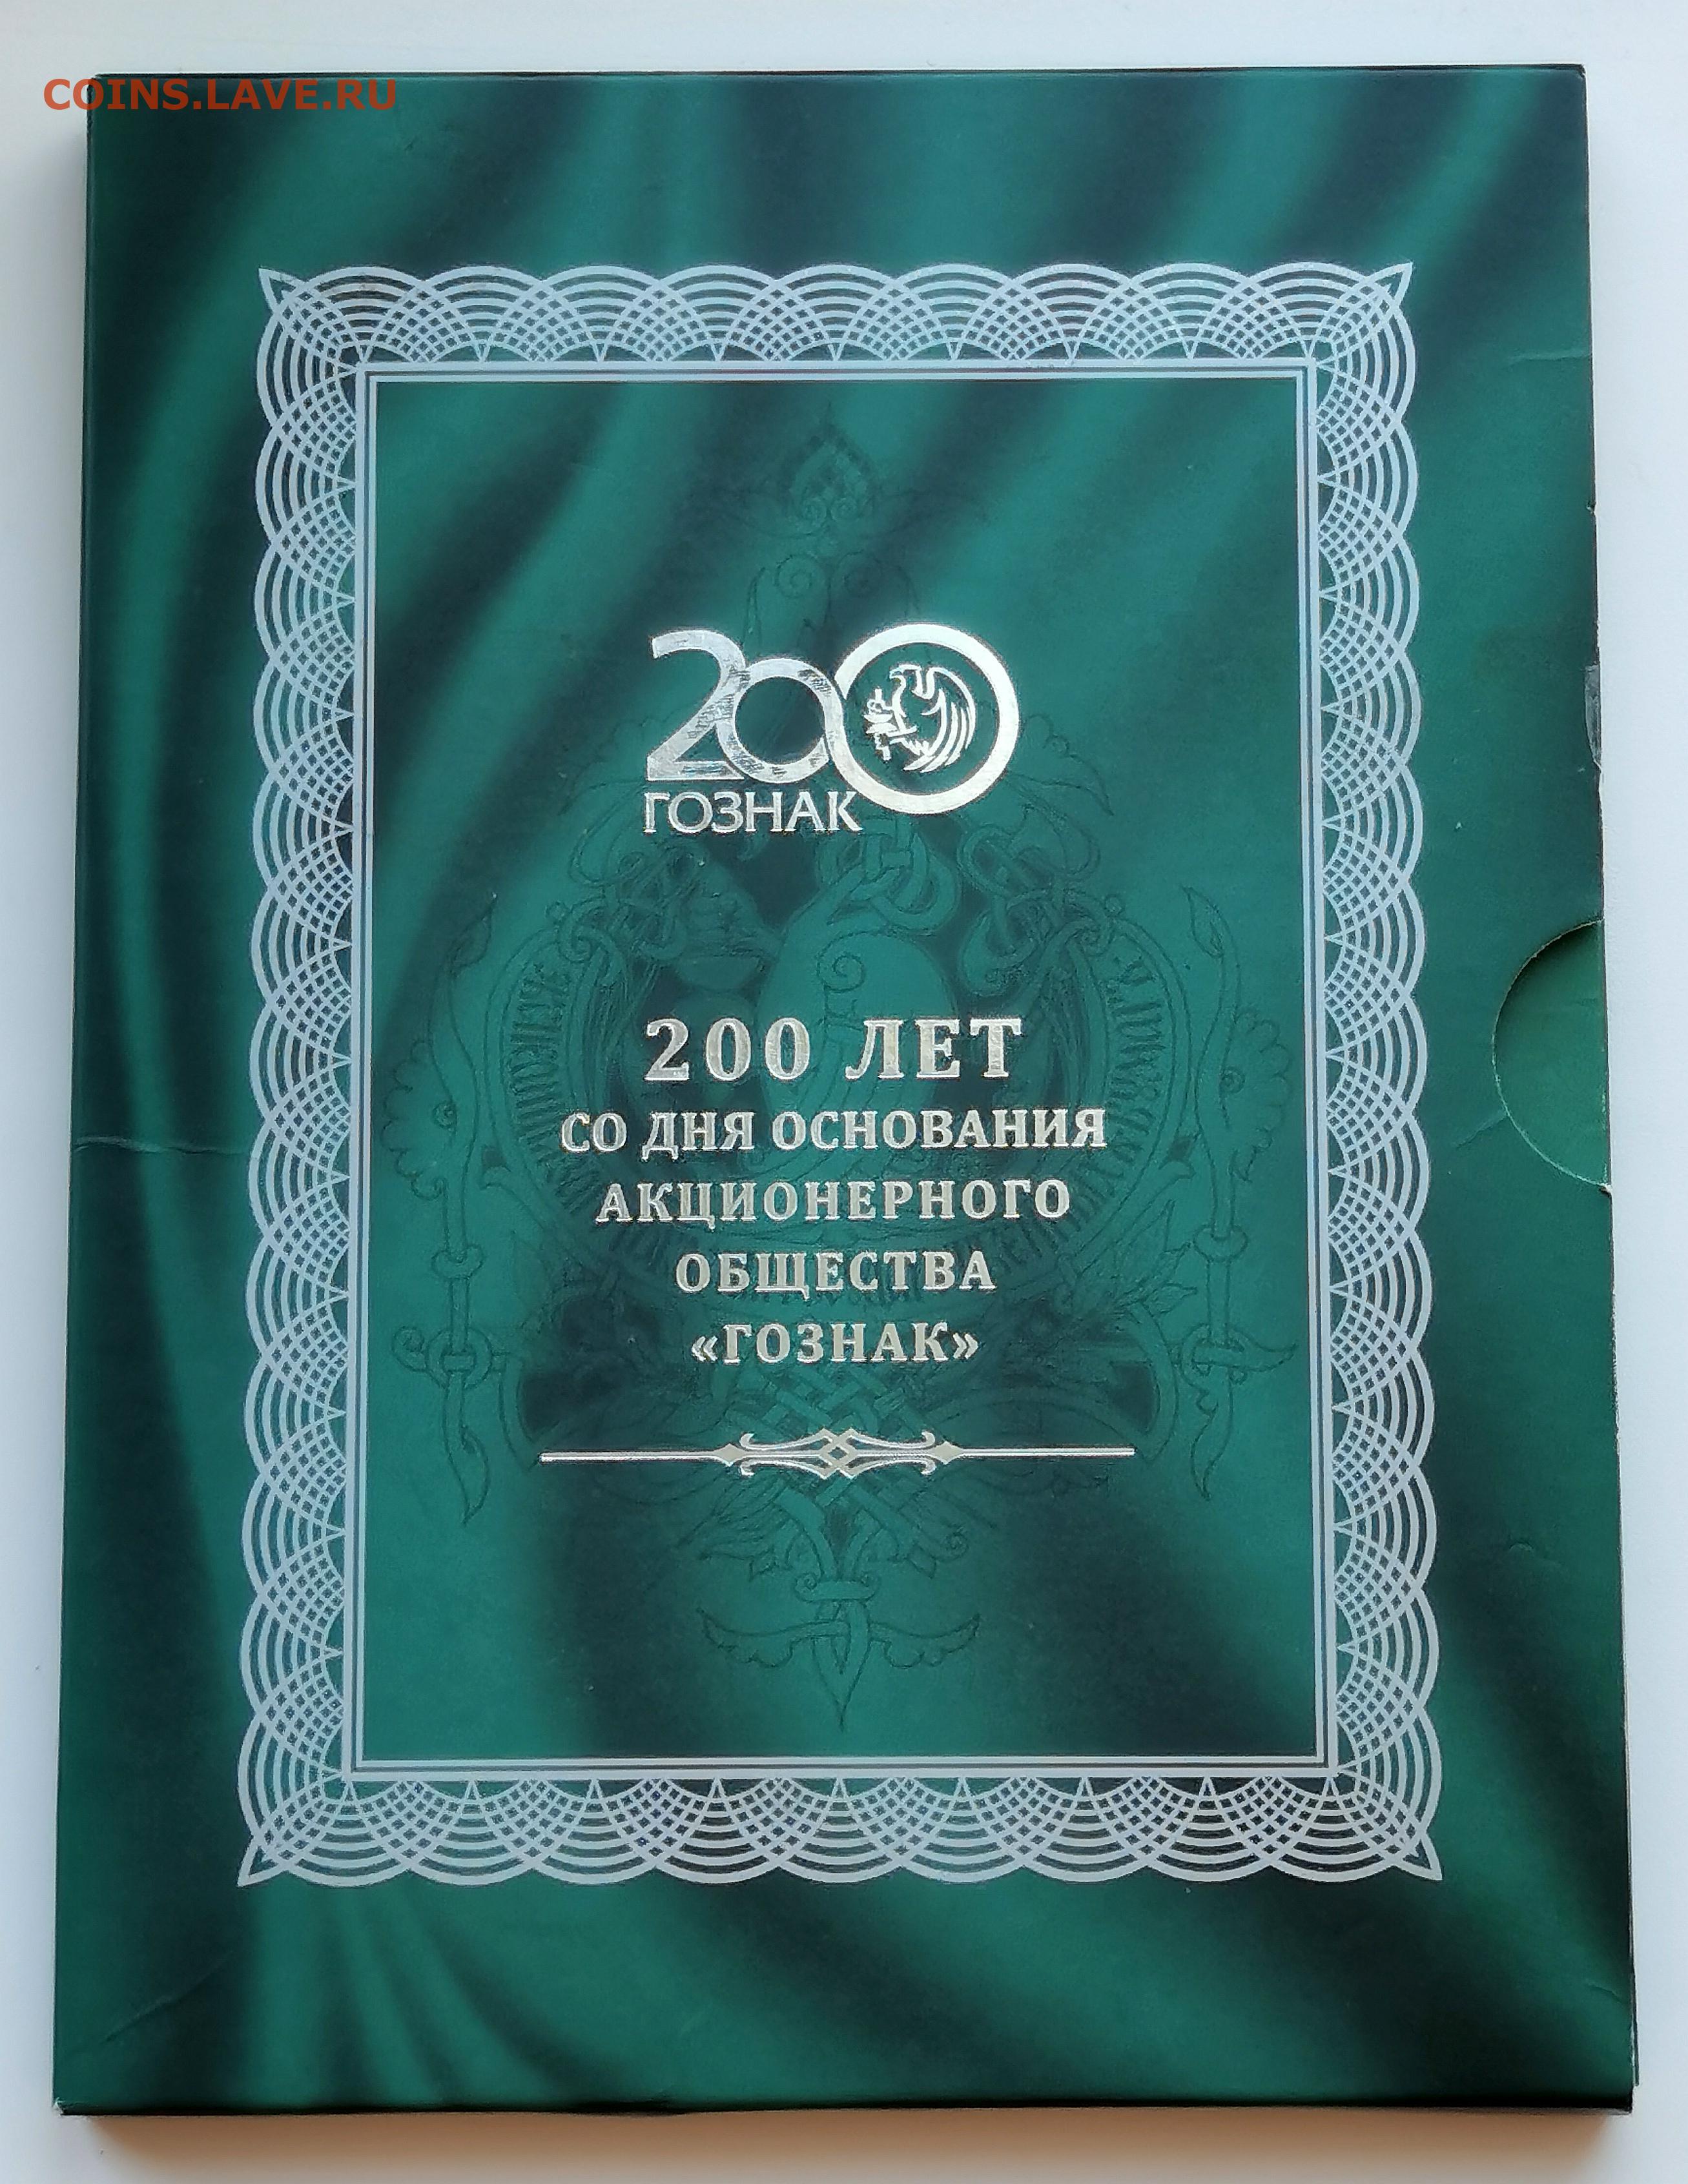 COINS.LAVE.RU
200
ГОЗНАК
200 ЛЕТ
СО ДНЯ ОСНОВАНИЯ
АКЦИОНЕРНОГО
ОБЩЕСТВА
«ГОЗНАК»